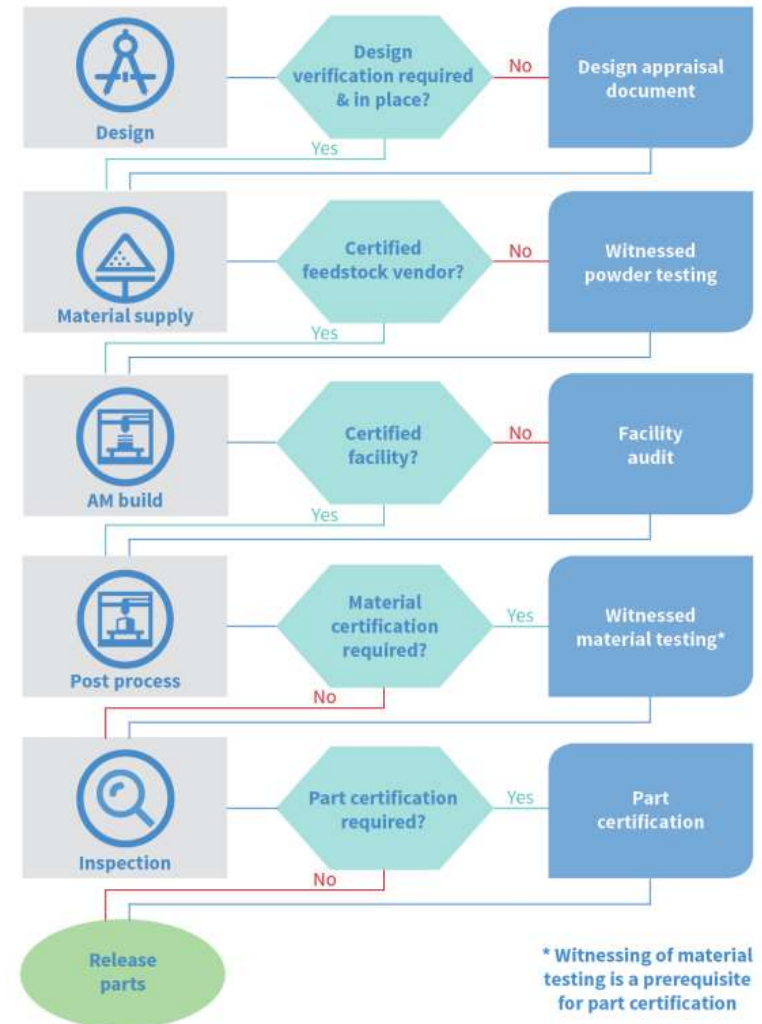 Design
Design
verification required
& in place?
No
Design appraisal
document
Yes
Material supply
Certified
feedstock vendor?
No
Witnessed
powder testing
Yes
AM build
Certified
facility?
No
Facility
audit
Yes
Post process
Material
certification
required?
Yes
Witnessed
material testing*
No
Inspection
Part certification
required?
Yes
Part
certification
No
Release
parts
* Witnessing of material
testing is a prerequisite
for part certification